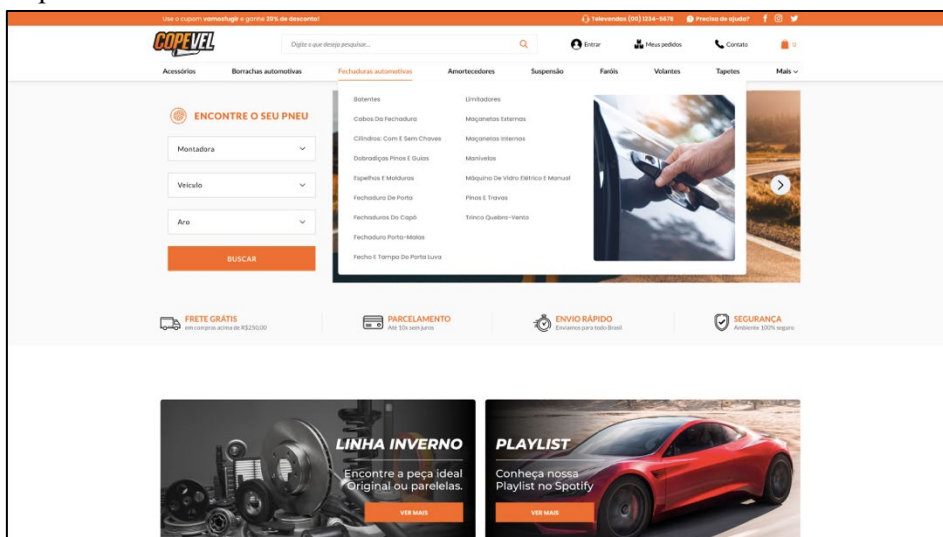 Use o cupom vamosfugir e ganhe 20% de desconto!
Televendas (00) 1234-5678
Precisa de ajuda?
COPEVEL
Digite o que deseja pesquisar...
Entrar
Meus pedidos
Contato
0
Acessórios
Borrachas automotivas
Fechaduras automotivas
Amortecedores
Suspensão
Faróis
Volantes
Tapetes
Mais
ENCONTRE O SEU PNEU
Montadora
Veículo
Aro
BUSCAR
Batentes
Cabos Da Fechadura
Cilindros: Com E Sem Chaves
Dobradiças Pinos E Guias
Espelhos E Molduras
Fechadura De Porta
Fechaduras Do Capô
Fechadura Porta-Malas
Fecho E Tampa Do Porta Luva
Limitadores
Maçanetas Externas
Maçanetas Internas
Manivelas
Máquina De Vidro Elétrico E Manual
Pinos E Travas
Trinco Quebra-Vento
FRETE GRÁTIS
em compras acima de R$250,00
PARCELAMENTO
Até 10x sem juros
ENVIO RÁPIDO
Enviamos para todo Brasil
SEGURANÇA
Ambiente 100% seguro
LINHA INVERNO
Encontre a peça ideal
Original ou parelelas.
VER MAIS
PLAYLIST
Conheça nossa
Playlist no Spotify
VER MAIS